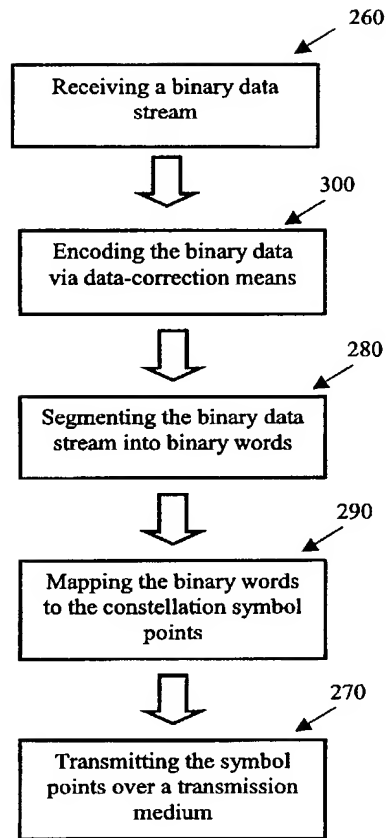 260
Receiving a binary data
stream
300
Encoding the binary data
via data-correction means
280
Segmenting the binary data
stream into binary words
290
Mapping the binary words
to the constellation symbol
points
270
Transmitting the symbol
points over a transmission
medium